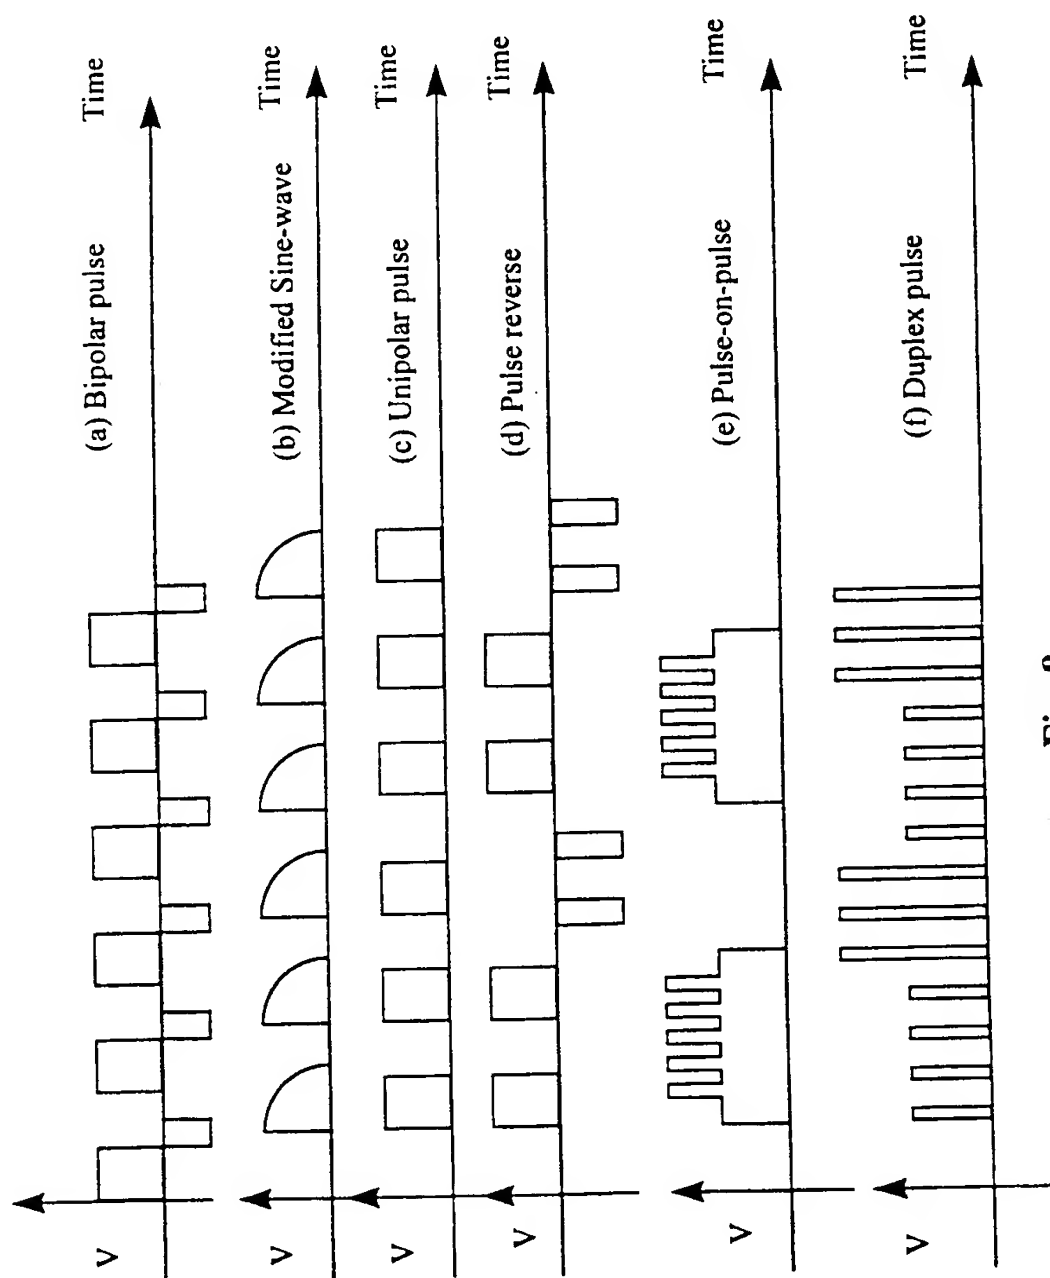 V
(a) Bipolar pulse
Time
V
(b) Modified Sine-wave
Time
V
(c) Unipolar pulse
Time
V
(d) Pulse reverse
Time
V
(e) Pulse-on-pulse
Time
V
(f) Duplex pulse
Time